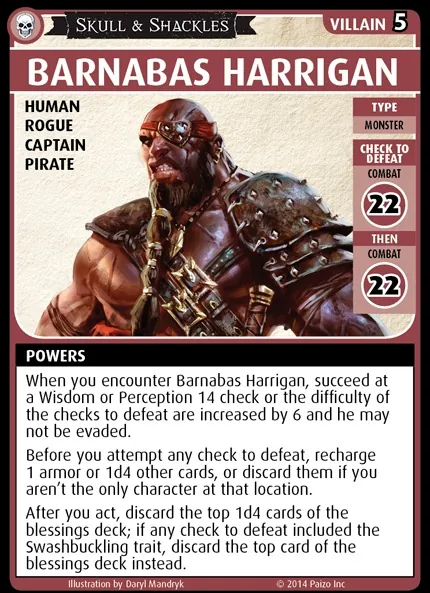 SKULL & SHACKLES
VILLAIN 5
BARNABAS HARRIGAN
HUMAN
ROGUE
CAPTAIN
PIRATE
TYPE
MONSTER
CHECK TO
DEFEAT
COMBAT
22
THEN
COMBAT
22
POWERS
When you encounter Barnabas Harrigan, succeed at
a Wisdom or Perception 14 check or the difficulty of
the checks to defeat are increased by 6 and he may
not be evaded.
Before you attempt any check to defeat, recharge
1 armor or 1d4 other cards, or discard them if you
aren't the only character at that location.
After you act, discard the top 1d4 cards of the
blessings deck; if any check to defeat included the
Swashbuckling trait, discard the top card of the
blessings deck instead.
Illustration by Daryl Mandryk
© 2014 Paizo Inc